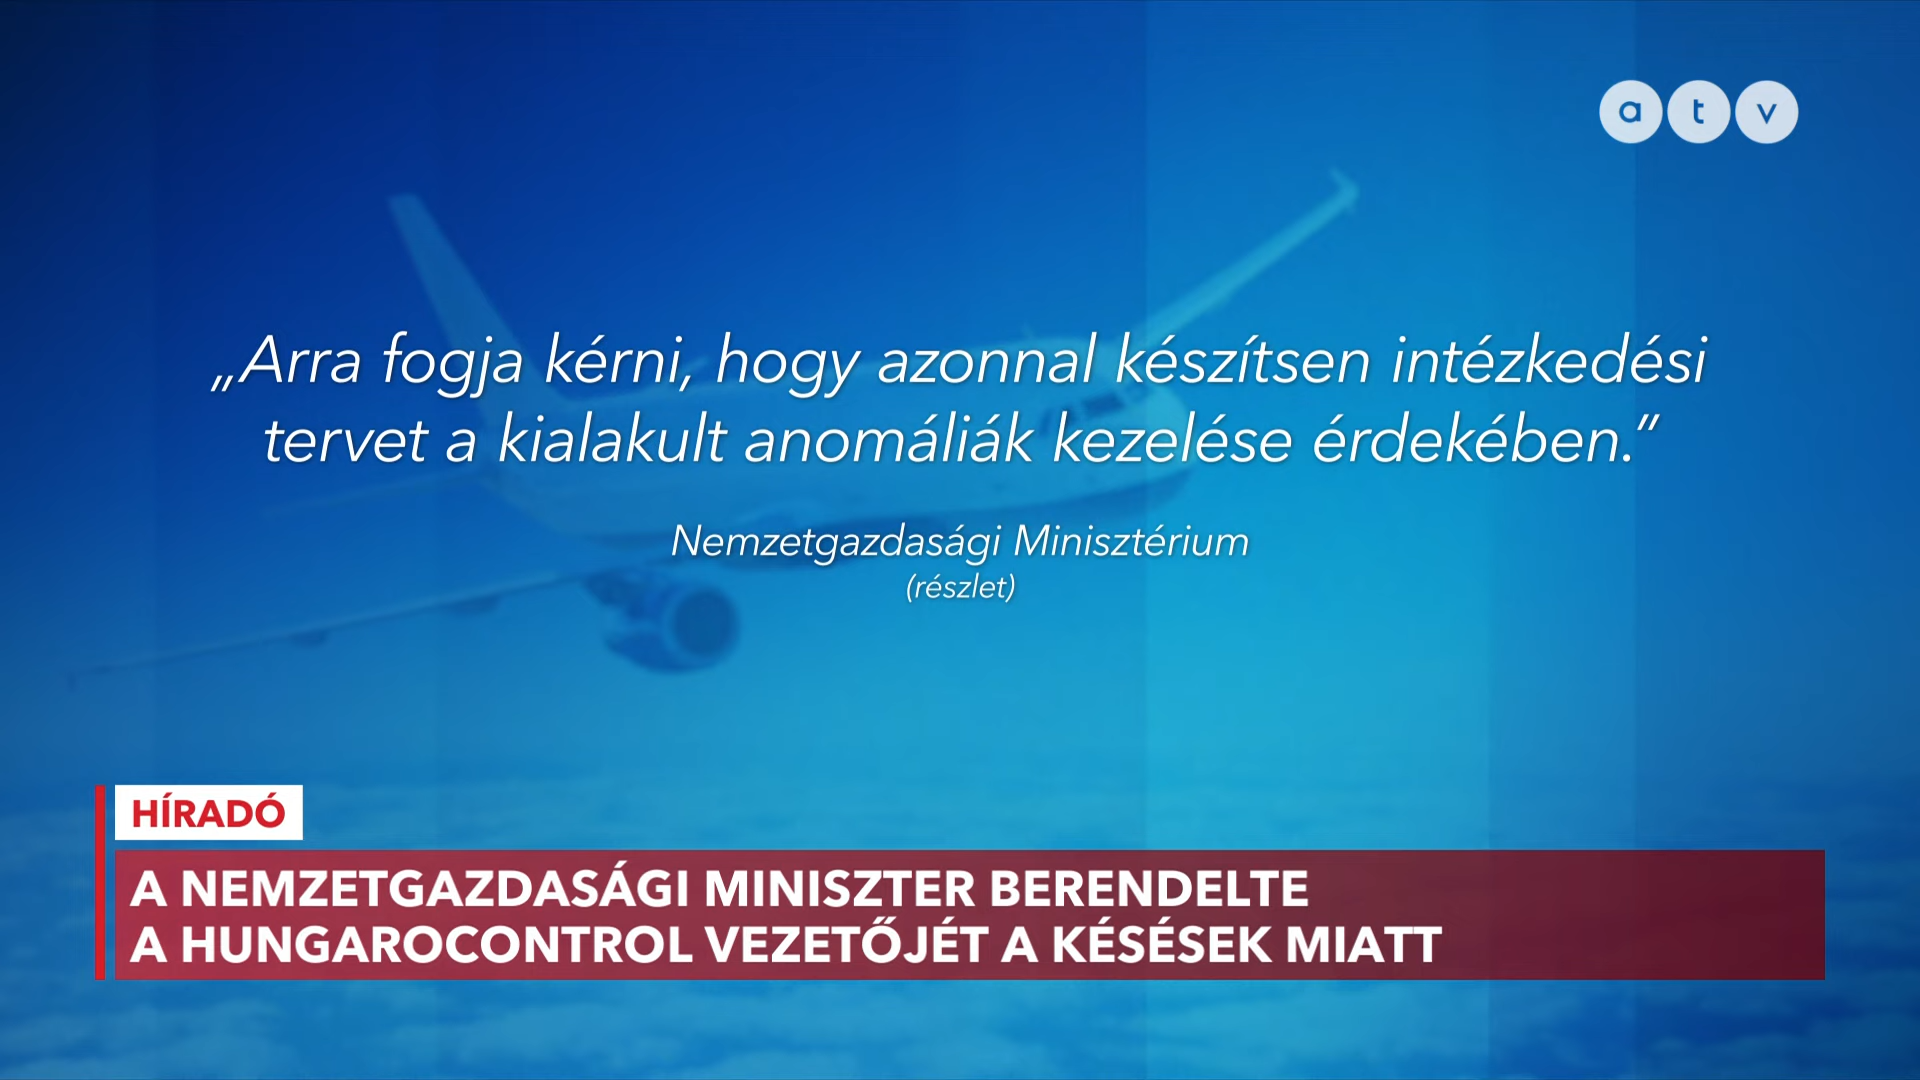 atv
„Arra fogja kérni, hogy azonnal készítsen intézkedési
tervet a kialakult anomáliák kezelése érdekében.”
Nemzetgazdasági Minisztérium
(részlet)
HÍRADÓ
A NEMZETGAZDASÁGI MINISZTER BERENDELTE
A HUNGAROCONTROL VEZETŐJÉT A KÉSÉSEK MIATT